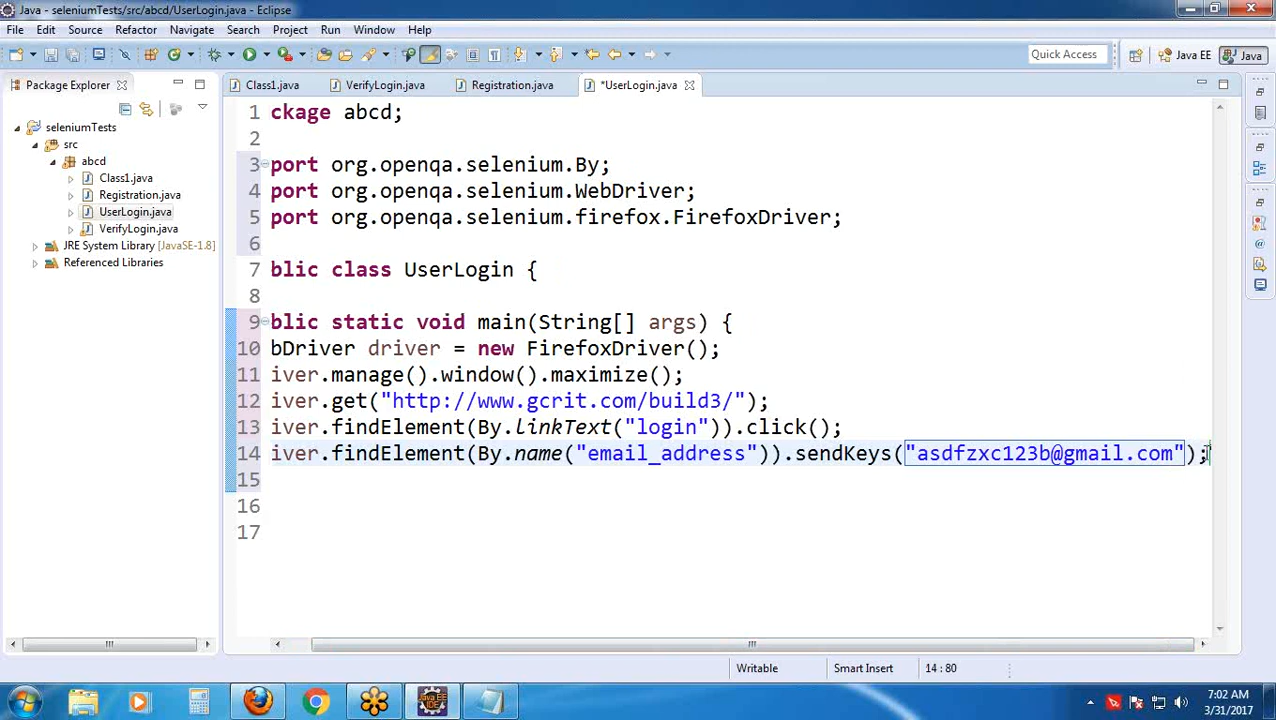 Java - seleniumTests/src/abcd/UserLogin.java - Eclipse
File Edit Source Refactor Navigate Search Project Run Window Help
Quick Access Java EE Java
Package Explorer Class1.java VerifyLogin.java Registration.java *UserLogin.java
seleniumTests
src
abcd
Class1.java
Registration.java
UserLogin.java
VerifyLogin.java
JRE System Library [JavaSE-1.8]
Referenced Libraries
1 ckage abcd;
2
3 port org.openqa.selenium.By;
4 port org.openqa.selenium.WebDriver;
5 port org.openqa.selenium.firefox.FirefoxDriver;
6
7 blic class UserLogin {
8
9 blic static void main(String[] args) {
10 bDriver driver = new FirefoxDriver();
11 iver.manage().window().maximize();
12 iver.get("http://www.gcrit.com/build3/");
13 iver.findElement(By.linkText("login")).click();
14 iver.findElement(By.name("email_address")).sendKeys("asdfzxc123b@gmail.com");
15
16
17
Writable Smart Insert 14 : 80
Java EE
IDE
7:02 AM
3/31/2017